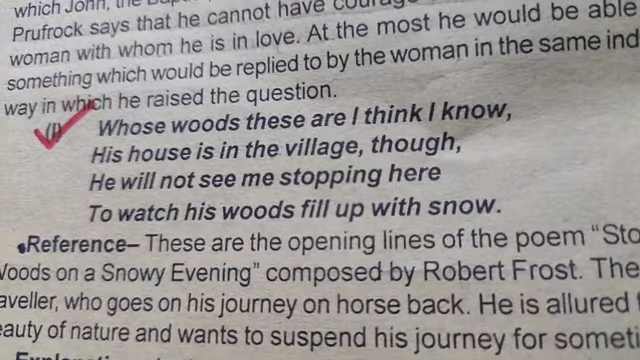 which John, the
Prufrock says that he cannot have
woman with whom he is in love. At the most he would be able
something which would be replied to by the woman in the same
way in which he raised the question.
(I) Whose woods these are I think I know,
His house is in the village, though,
He will not see me stopping here
To watch his woods fill up with snow.
•Reference– These are the opening lines of the poem “Sto
Woods on a Snowy Evening” composed by Robert Frost. The
aveller, who goes on his journey on horse back. He is allured
eauty of nature and wants to suspend his journey for someti